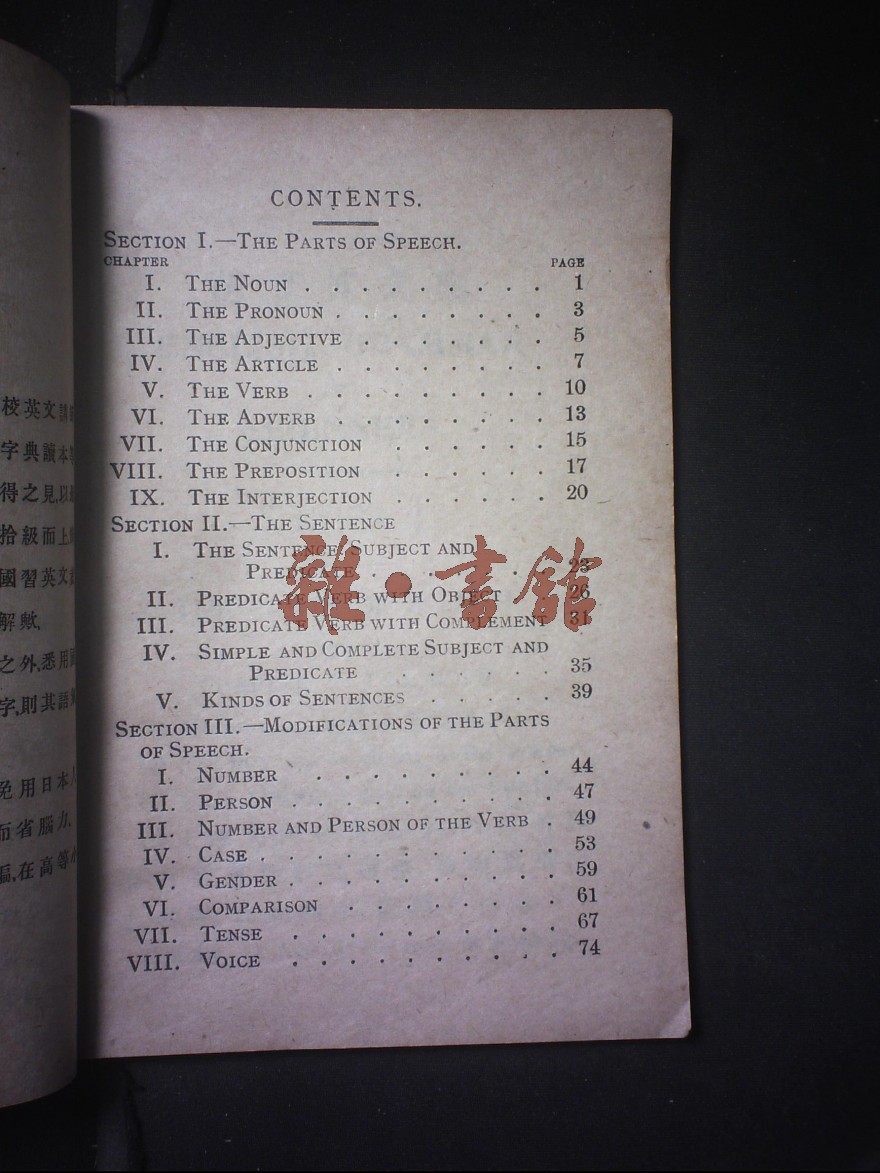 CONTENTS.
SECTION I.—THE PARTS OF SPEECH.
CHAPTER PAGE
I. THE NOUN . . . . . . . . . 1
II. THE PRONOUN . . . . . . . . 3
III. THE ADJECTIVE . . . . . . . 5
IV. THE ARTICLE . . . . . . . . 7
V. THE VERB . . . . . . . . . 10
VI. THE ADVERB . . . . . . . . 13
VII. THE CONJUNCTION . . . . . . 15
VIII. THE PREPOSITION . . . . . . 17
IX. THE INTERJECTION . . . . . . 20
SECTION II.—THE SENTENCE
I. THE SENTENCE, SUBJECT AND
PREDICATE . . . . . . . 23
II. PREDICATE VERB WITH OBJECT . 26
III. PREDICATE VERB WITH COMPLEMENT 31
IV. SIMPLE AND COMPLETE SUBJECT AND
PREDICATE . . . . . . 35
V. KINDS OF SENTENCES . . . . . 39
SECTION III.—MODIFICATIONS OF THE PARTS
OF SPEECH.
I. NUMBER . . . . . . . . . 44
II. PERSON . . . . . . . . . . 47
III. NUMBER AND PERSON OF THE VERB . 49
IV. CASE . . . . . . . . . . . 53
V. GENDER . . . . . . . . . . 59
VI. COMPARISON . . . . . . . . 61
VII. TENSE . . . . . . . . . . 67
VIII. VOICE . . . . . . . . . . 74
雜·書館
校英文
字典讀本
得之見,以
拾級而上
國習英文
解歟,
之外,悉用
字,則其語
免用日本
而省腦力,
編,在高等